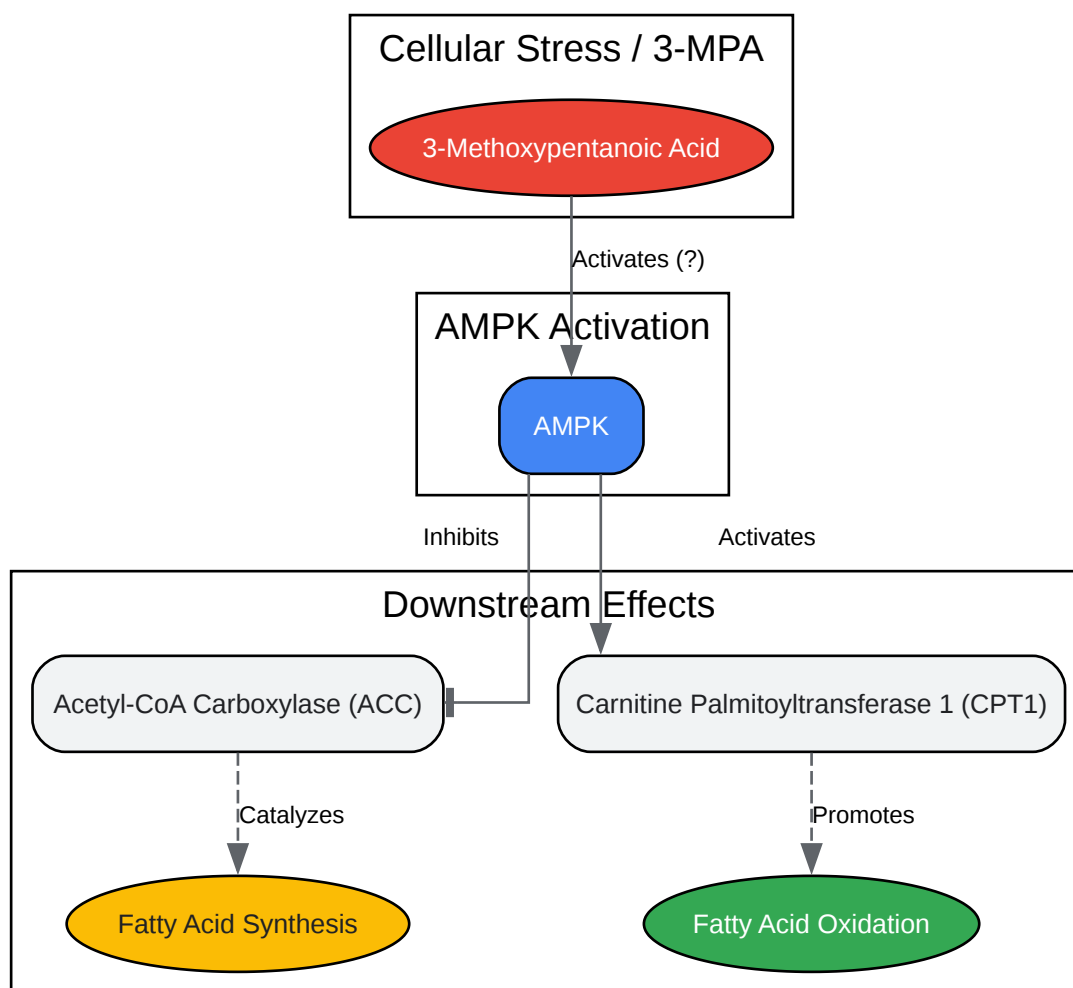 Cellular Stress / 3-MPA
3-Methoxypentanoic Acid
Activates (?)
AMPK Activation
AMPK
Inhibits
Activates
Downstream Effects
Acetyl-CoA Carboxylase (ACC)
Carnitine Palmitoyltransferase 1 (CPT1)
Catalyzes
Promotes
Fatty Acid Synthesis
Fatty Acid Oxidation